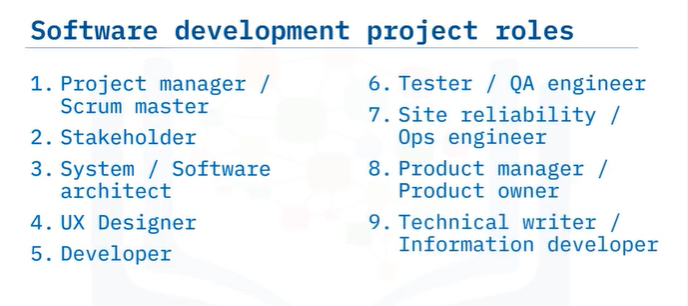 Software development project roles
1. Project manager /
Scrum master
2. Stakeholder
3. System / Software
architect
4. UX Designer
5. Developer
6. Tester / QA engineer
7. Site reliability /
Ops engineer
8. Product manager /
Product owner
9. Technical writer /
Information developer